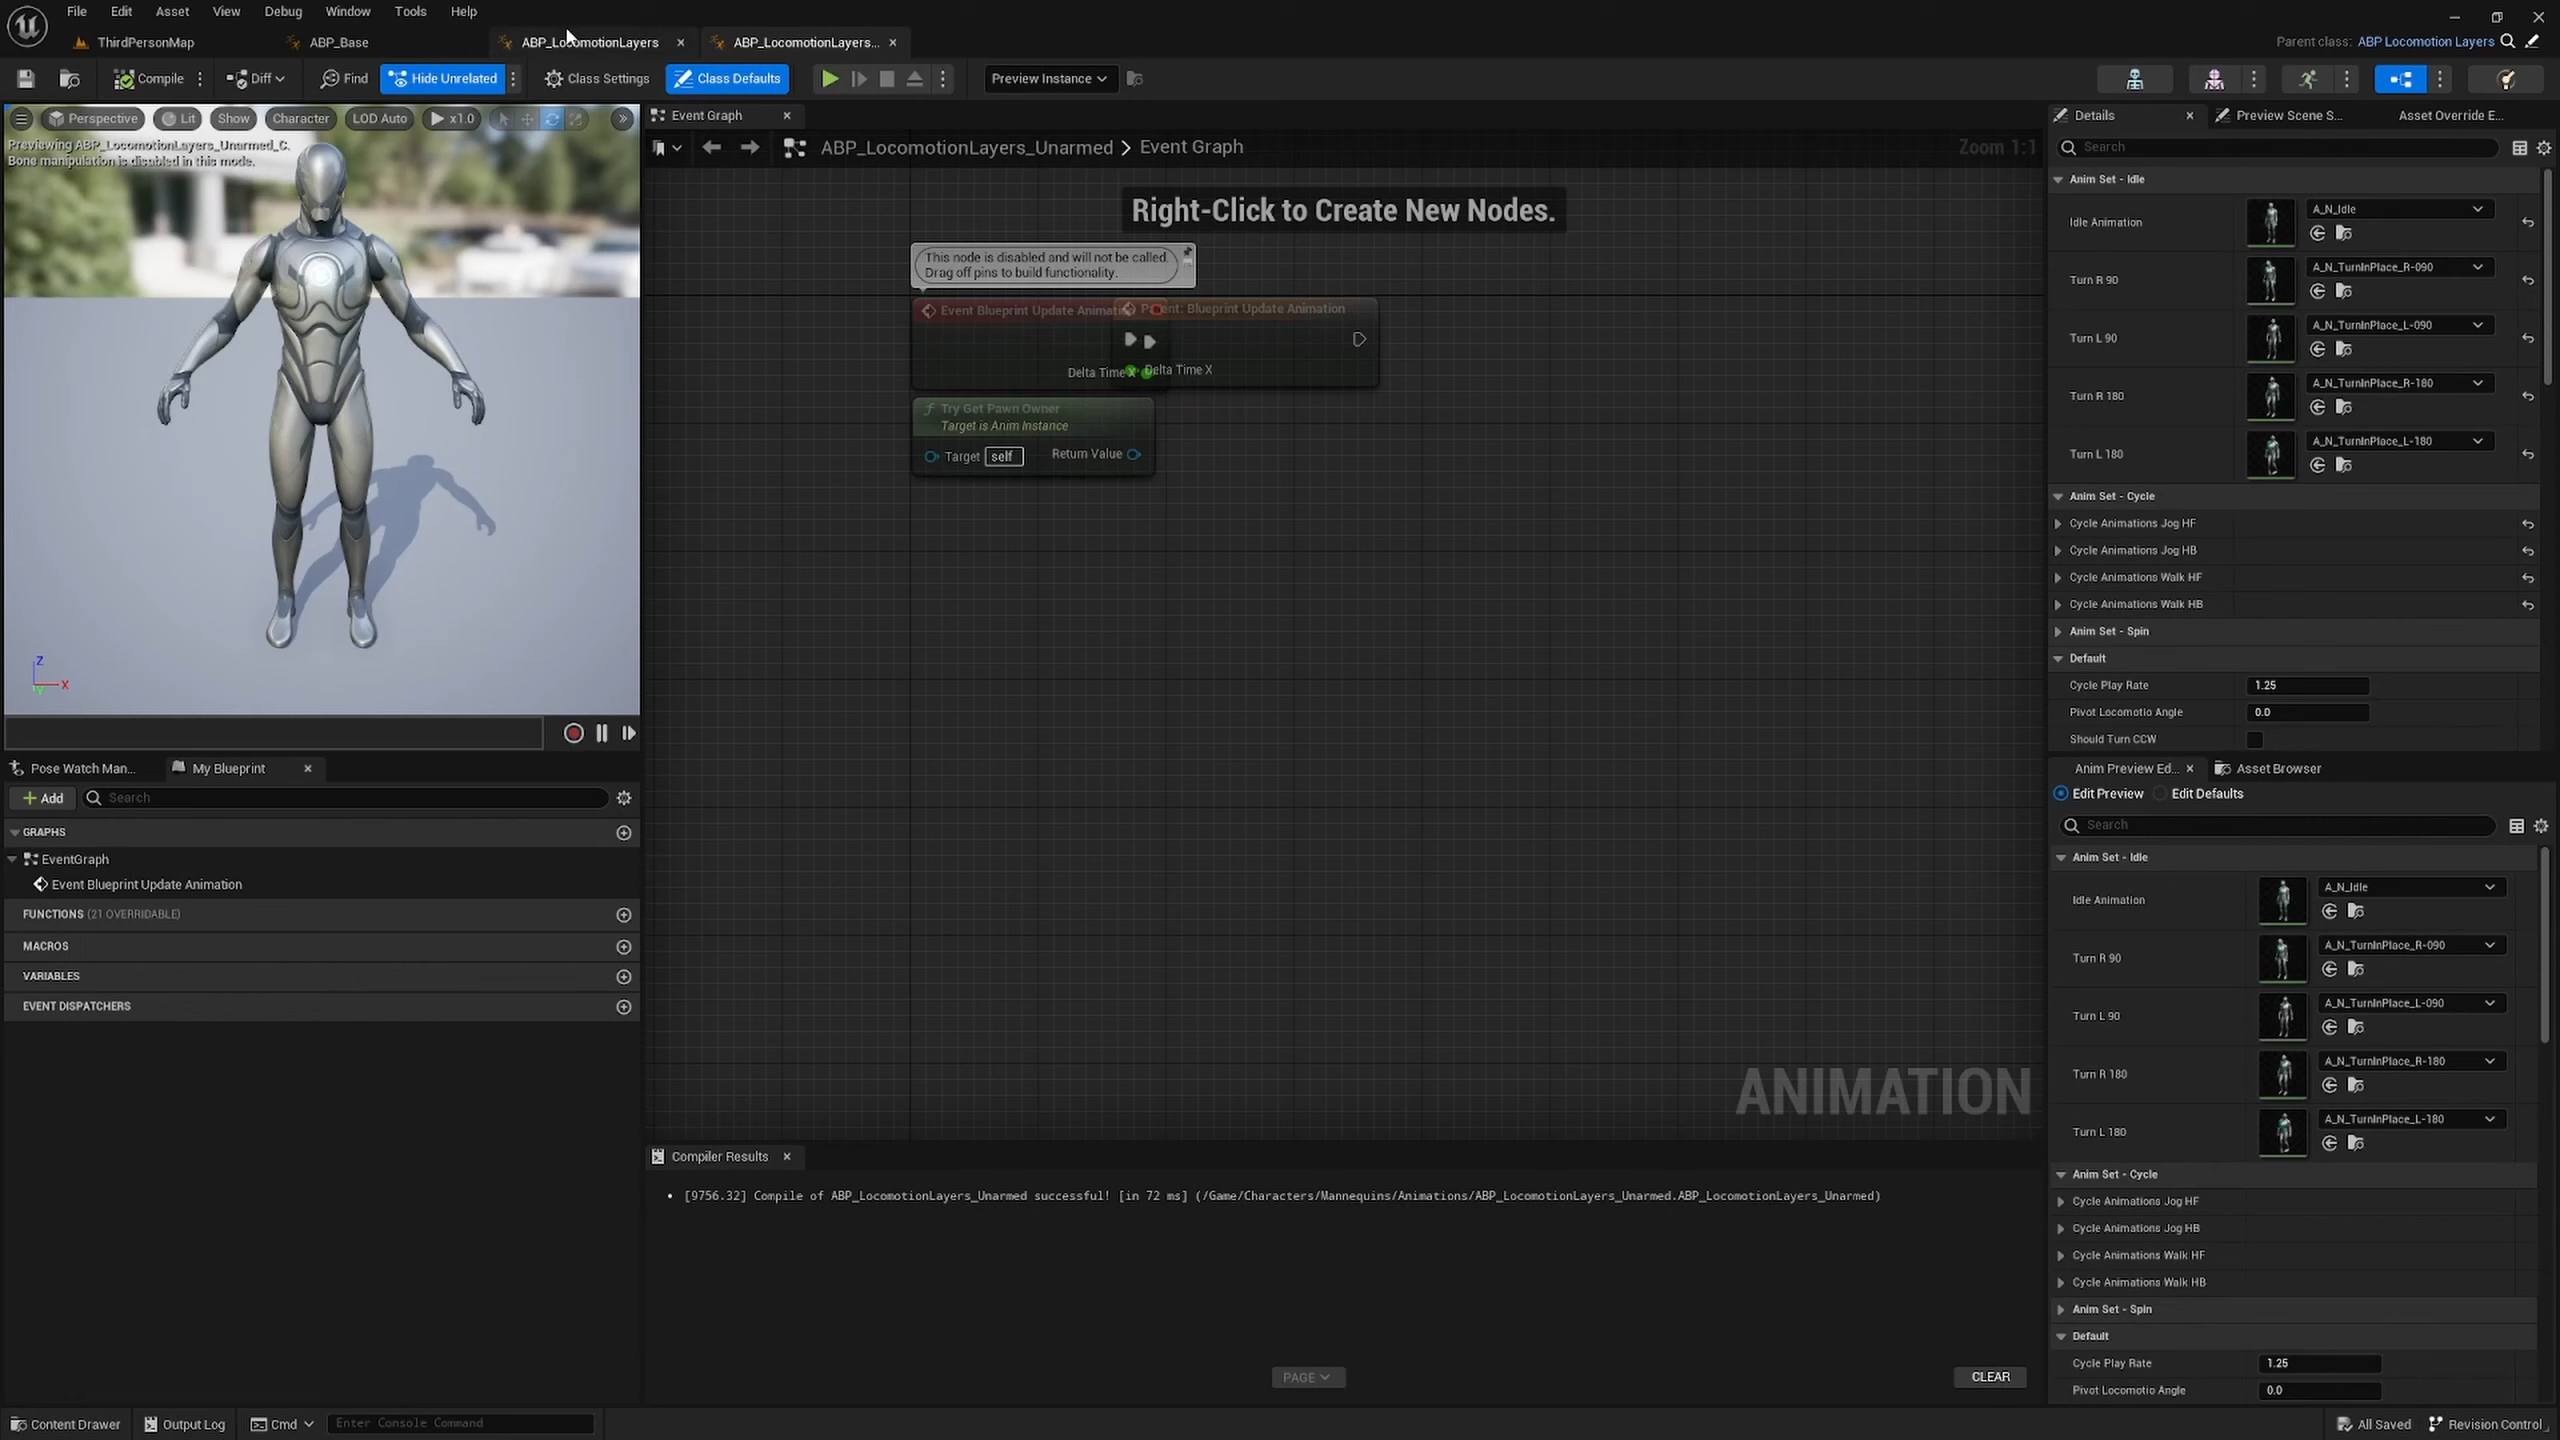 File Edit Asset View Debug Window Tools Help
ThirdPersonMap ABP_Base ABP_LocomotionLayers ABP_LocomotionLayers... Parent class: ABP Locomotion Layers
Compile Diff Find Hide Unrelated Class Settings Class Defaults Preview Instance
Perspective Lit Show Character LOD Auto x1.0
Previewing ABP_LocomotionLayers_Unarmed_C.
Bone manipulation is disabled in this mode.
Z
X
Y
Event Graph
ABP_LocomotionLayers_Unarmed > Event Graph Zoom 1:1
Right-Click to Create New Nodes.
This node is disabled and will not be called.
Drag off pins to build functionality.
Event Blueprint Update Animation
Parent: Blueprint Update Animation
Delta Time X Delta Time X
Try Get Pawn Owner
Target is Anim Instance
Target self Return Value
ANIMATION
Pose Watch Man... My Blueprint
Add Search
GRAPHS
EventGraph
Event Blueprint Update Animation
FUNCTIONS (21 OVERRIDABLE)
MACROS
VARIABLES
EVENT DISPATCHERS
Compiler Results
[9756.32] Compile of ABP_LocomotionLayers_Unarmed successful! [in 72 ms] (/Game/Characters/Mannequins/Animations/ABP_LocomotionLayers_Unarmed.ABP_LocomotionLayers_Unarmed)
PAGE CLEAR
Details Preview Scene S... Asset Override E...
Search
Anim Set - Idle
Idle Animation A_N_Idle
Turn R 90 A_N_TurnInPlace_R-090
Turn L 90 A_N_TurnInPlace_L-090
Turn R 180 A_N_TurnInPlace_R-180
Turn L 180 A_N_TurnInPlace_L-180
Anim Set - Cycle
Cycle Animations Jog HF
Cycle Animations Jog HB
Cycle Animations Walk HF
Cycle Animations Walk HB
Anim Set - Spin
Default
Cycle Play Rate 1.25
Pivot Locomotio Angle 0.0
Should Turn CCW
Anim Preview Ed... Asset Browser
Edit Preview Edit Defaults
Search
Anim Set - Idle
Idle Animation A_N_Idle
Turn R 90 A_N_TurnInPlace_R-090
Turn L 90 A_N_TurnInPlace_L-090
Turn R 180 A_N_TurnInPlace_R-180
Turn L 180 A_N_TurnInPlace_L-180
Anim Set - Cycle
Cycle Animations Jog HF
Cycle Animations Jog HB
Cycle Animations Walk HF
Cycle Animations Walk HB
Anim Set - Spin
Default
Cycle Play Rate 1.25
Pivot Locomotio Angle 0.0
Content Drawer Output Log Cmd Enter Console Command All Saved Revision Control